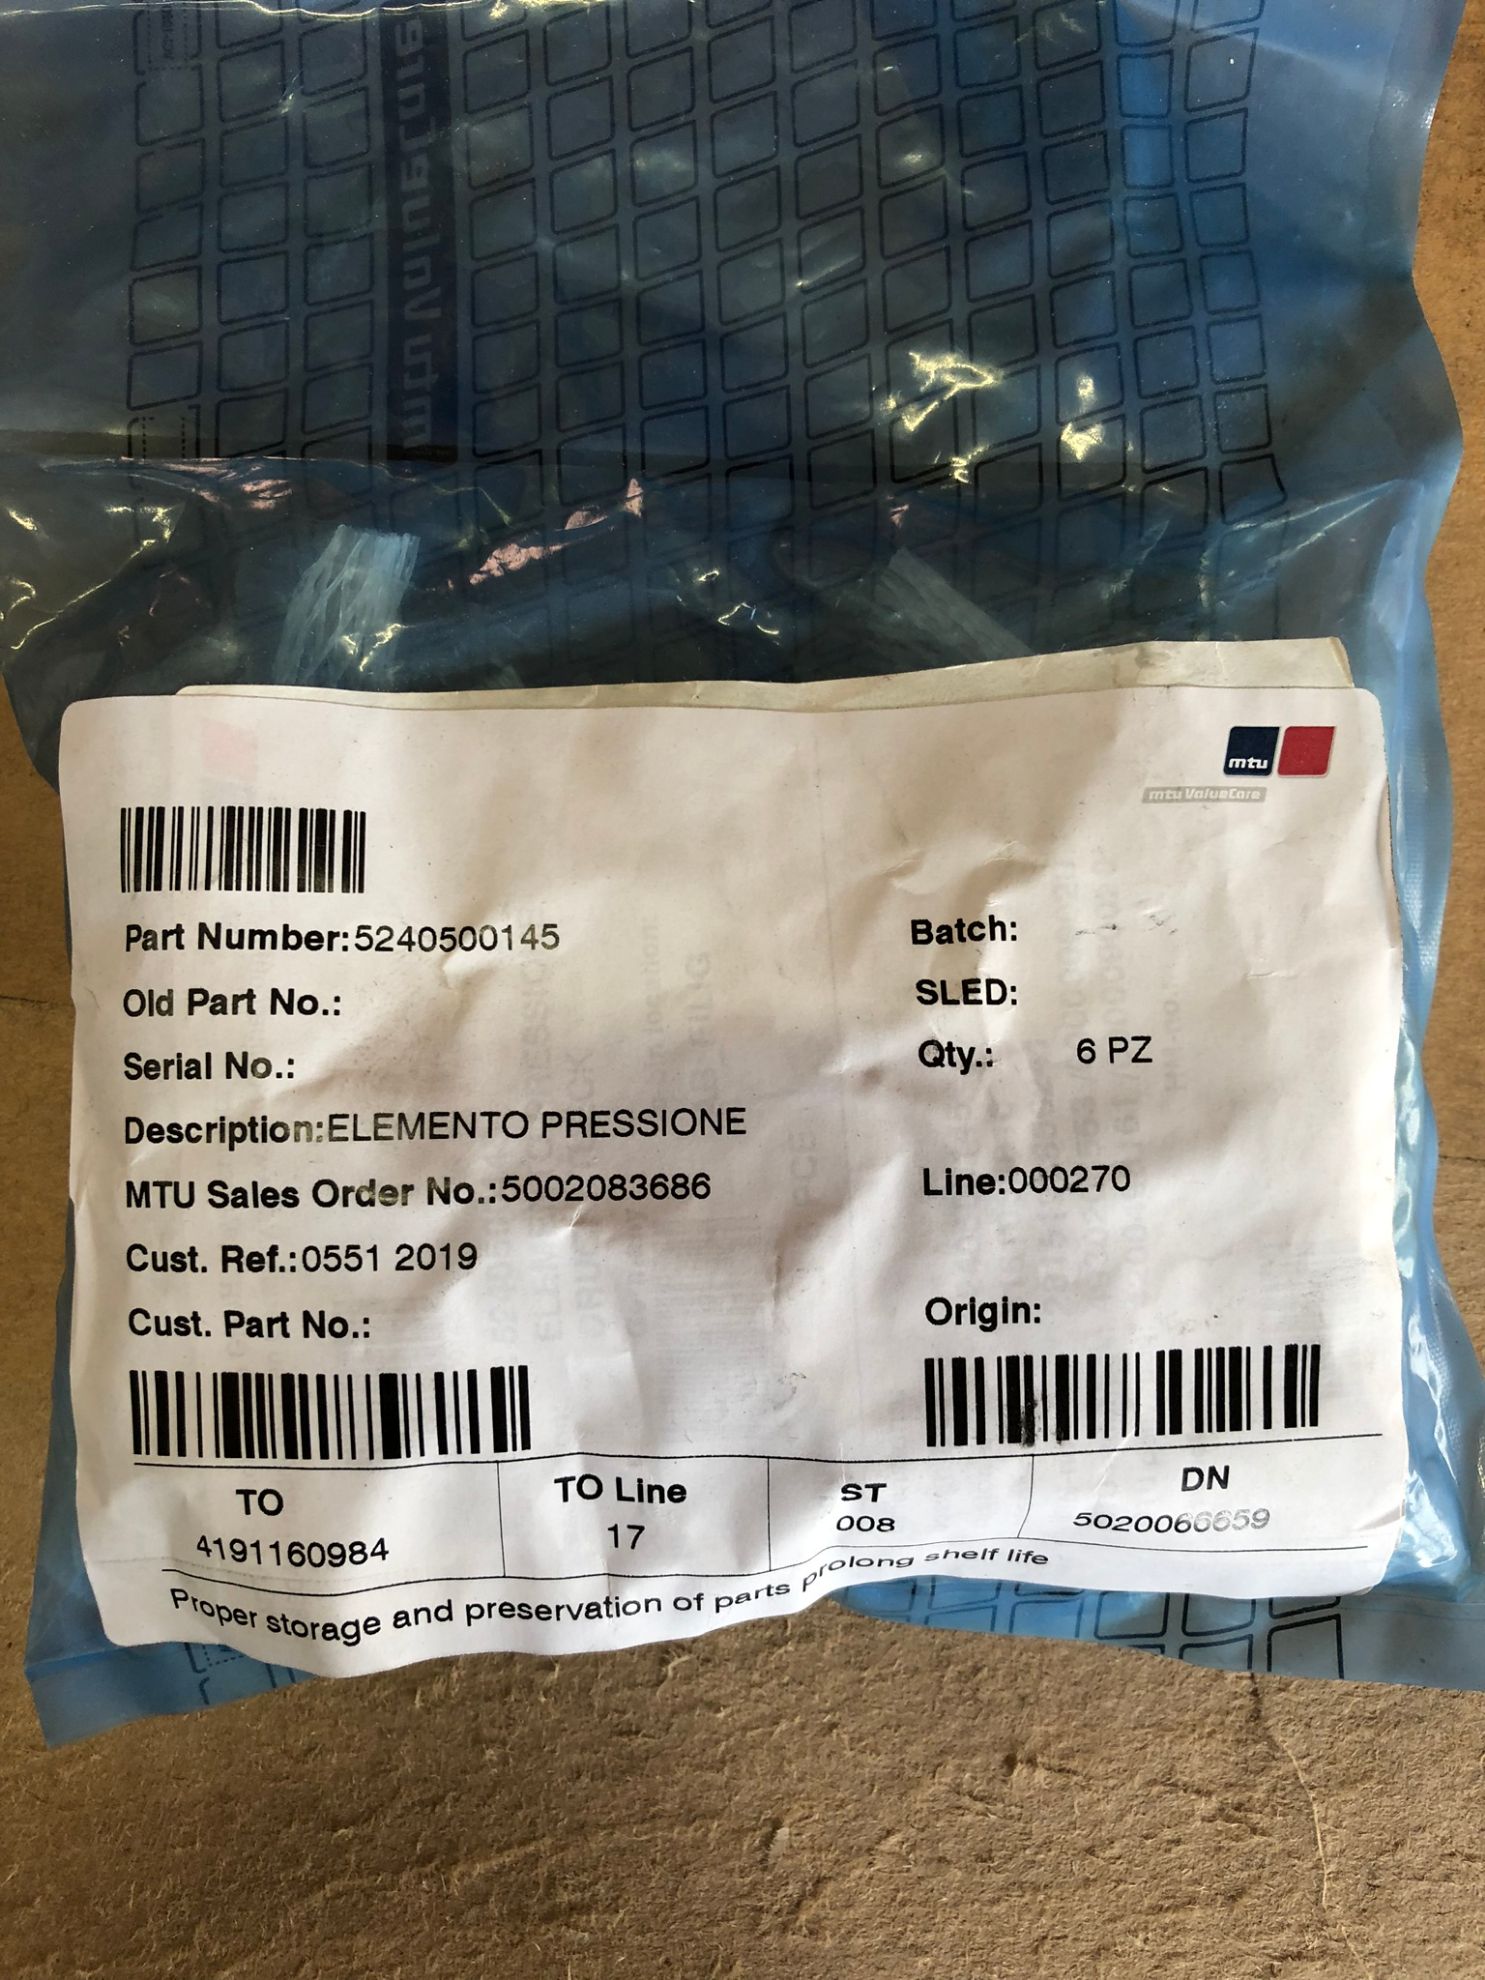 mtuValueCare
mtu
mtu ValueCare
Part Number:5240500145
Batch:
Old Part No.:
SLED:
Serial No.:
Qty.: 6 PZ
Description:ELEMENTO PRESSIONE
MTU Sales Order No.:5002083686
Line:000270
Cust. Ref.:0551 2019
Cust. Part No.:
Origin:
TO
TO Line
ST
DN
4191160984
17
008
5020066659
Proper storage and preservation of parts prolong shelf life